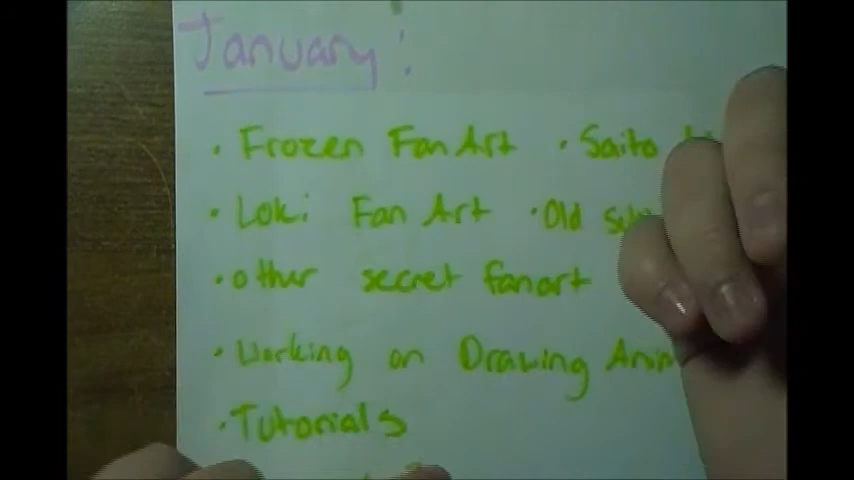 January:
• Frozen Fan Art • Saito
• Loki Fan Art • Old
• other secret fanart
• Working on Drawing
• Tutorials